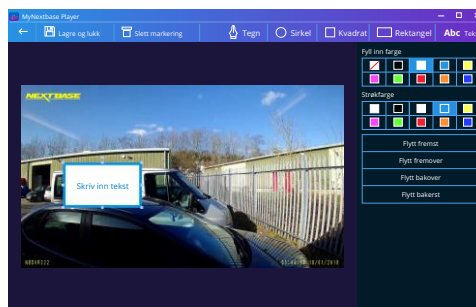 MyNextbase Player
Lagre og lukk
Slett markering
Tegn
Sirkel
Kvadrat
Rektangel
Abc
Fyll inn farge
NEXTBASE
Strøkfarge
Flytt fremst
Flytt fremover
Flytt bakover
Flytt bakerst
Skriv inn tekst